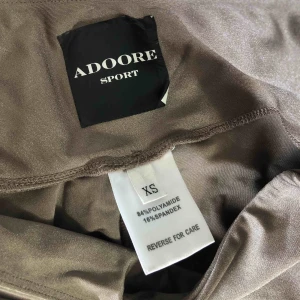 ADOORE
SPORT
XS
84%POLYAMIDE
16%SPANDEX
REVERSE FOR CARE